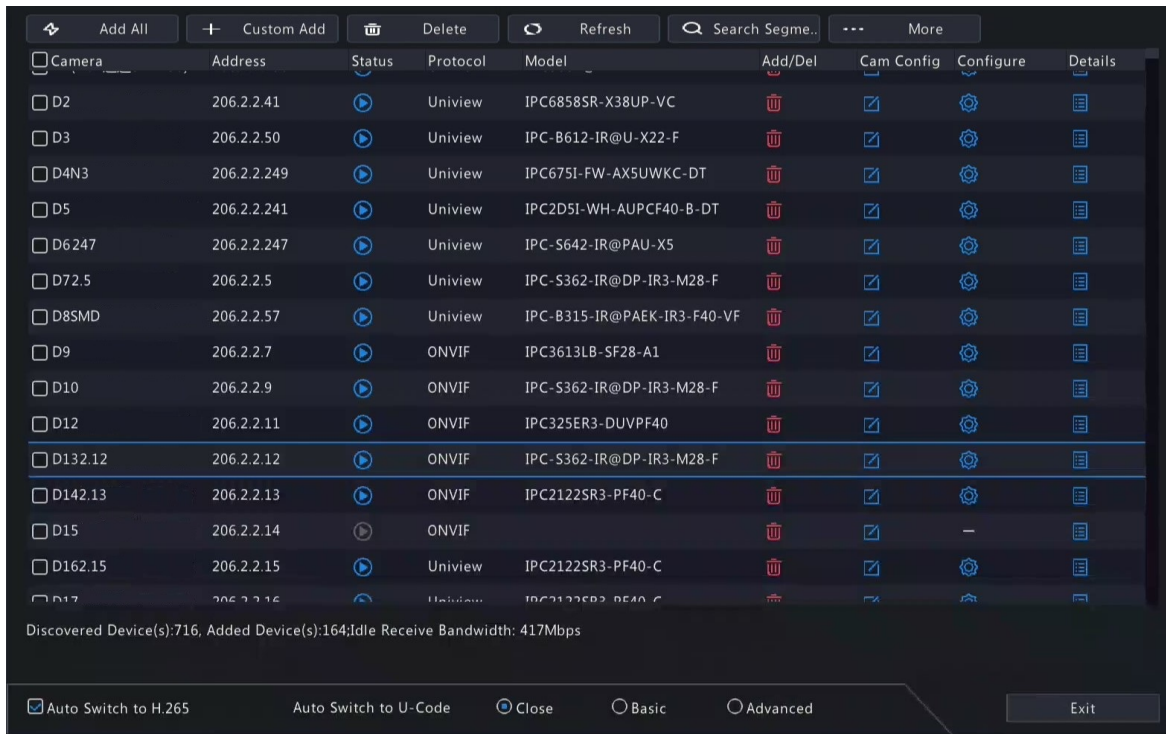 Add All Custom Add Delete Refresh Search Segme.. More
Camera Address Status Protocol Model Add/Del Cam Config Configure Details
D2 206.2.2.41 Uniview IPC6858SR-X38UP-VC
D3 206.2.2.50 Uniview IPC-B612-IR@U-X22-F
D4N3 206.2.2.249 Uniview IPC675I-FW-AX5UWKC-DT
D5 206.2.2.241 Uniview IPC2D5I-WH-AUPCF40-B-DT
D6247 206.2.2.247 Uniview IPC-S642-IR@PAU-X5
D72.5 206.2.2.5 Uniview IPC-S362-IR@DP-IR3-M28-F
D8SMD 206.2.2.57 Uniview IPC-B315-IR@PAEK-IR3-F40-VF
D9 206.2.2.7 ONVIF IPC3613LB-SF28-A1
D10 206.2.2.9 ONVIF IPC-S362-IR@DP-IR3-M28-F
D12 206.2.2.11 ONVIF IPC325ER3-DUVPF40
D132.12 206.2.2.12 ONVIF IPC-S362-IR@DP-IR3-M28-F
D142.13 206.2.2.13 ONVIF IPC2122SR3-PF40-C
D15 206.2.2.14 ONVIF –
D162.15 206.2.2.15 Uniview IPC2122SR3-PF40-C
D17 206.2.2.16 Uniview IPC2122SR3-PF40-C
Discovered Device(s):716, Added Device(s):164;Idle Receive Bandwidth: 417Mbps
Auto Switch to H.265 Auto Switch to U-Code Close Basic Advanced Exit